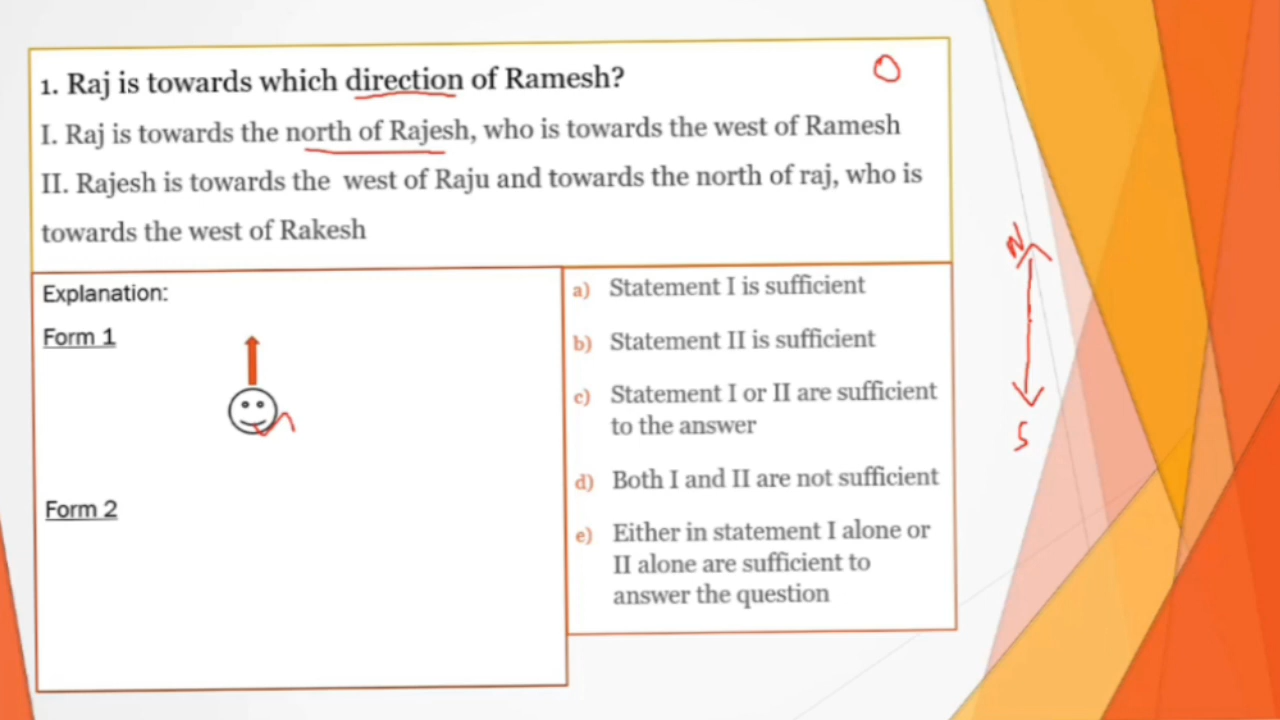 1. Raj is towards which direction of Ramesh?
I. Raj is towards the north of Rajesh, who is towards the west of Ramesh
II. Rajesh is towards the west of Raju and towards the north of raj, who is
towards the west of Rakesh
Explanation:
Form 1
Form 2
a) Statement I is sufficient
b) Statement II is sufficient
c) Statement I or II are sufficient
to the answer
d) Both I and II are not sufficient
e) Either in statement I alone or
II alone are sufficient to
answer the question
N
S